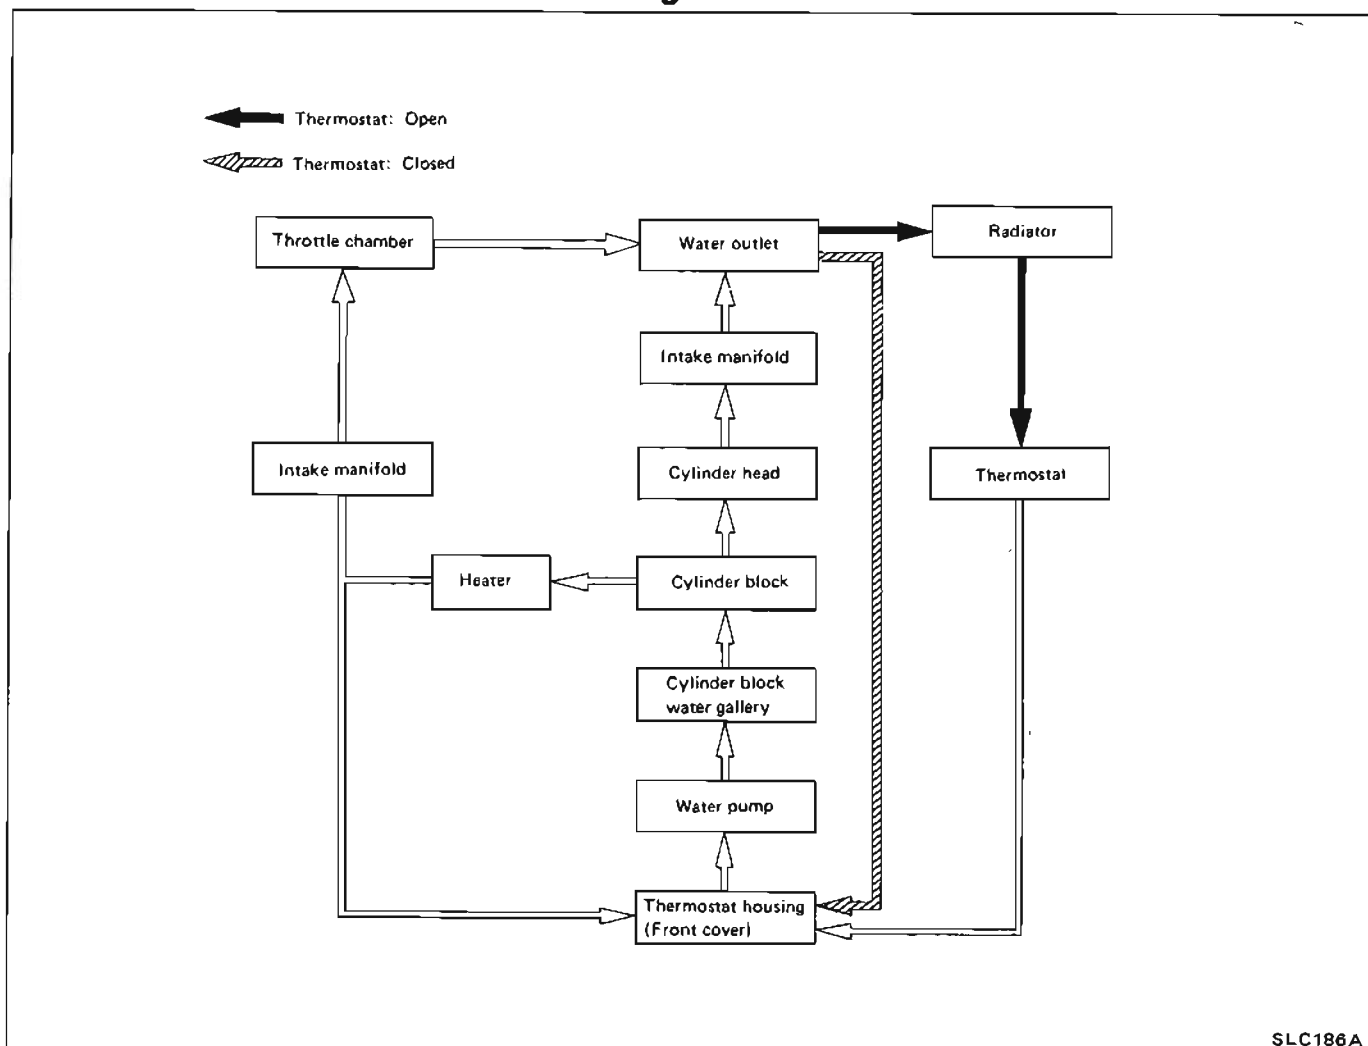 Thermostat: Open
Thermostat: Closed
Throttle chamber
Water outlet
Radiator
Intake manifold
Intake manifold
Cylinder head
Thermostat
Heater
Cylinder block
Cylinder block
water gallery
Water pump
Thermostat housing
(Front cover)
SLC186A